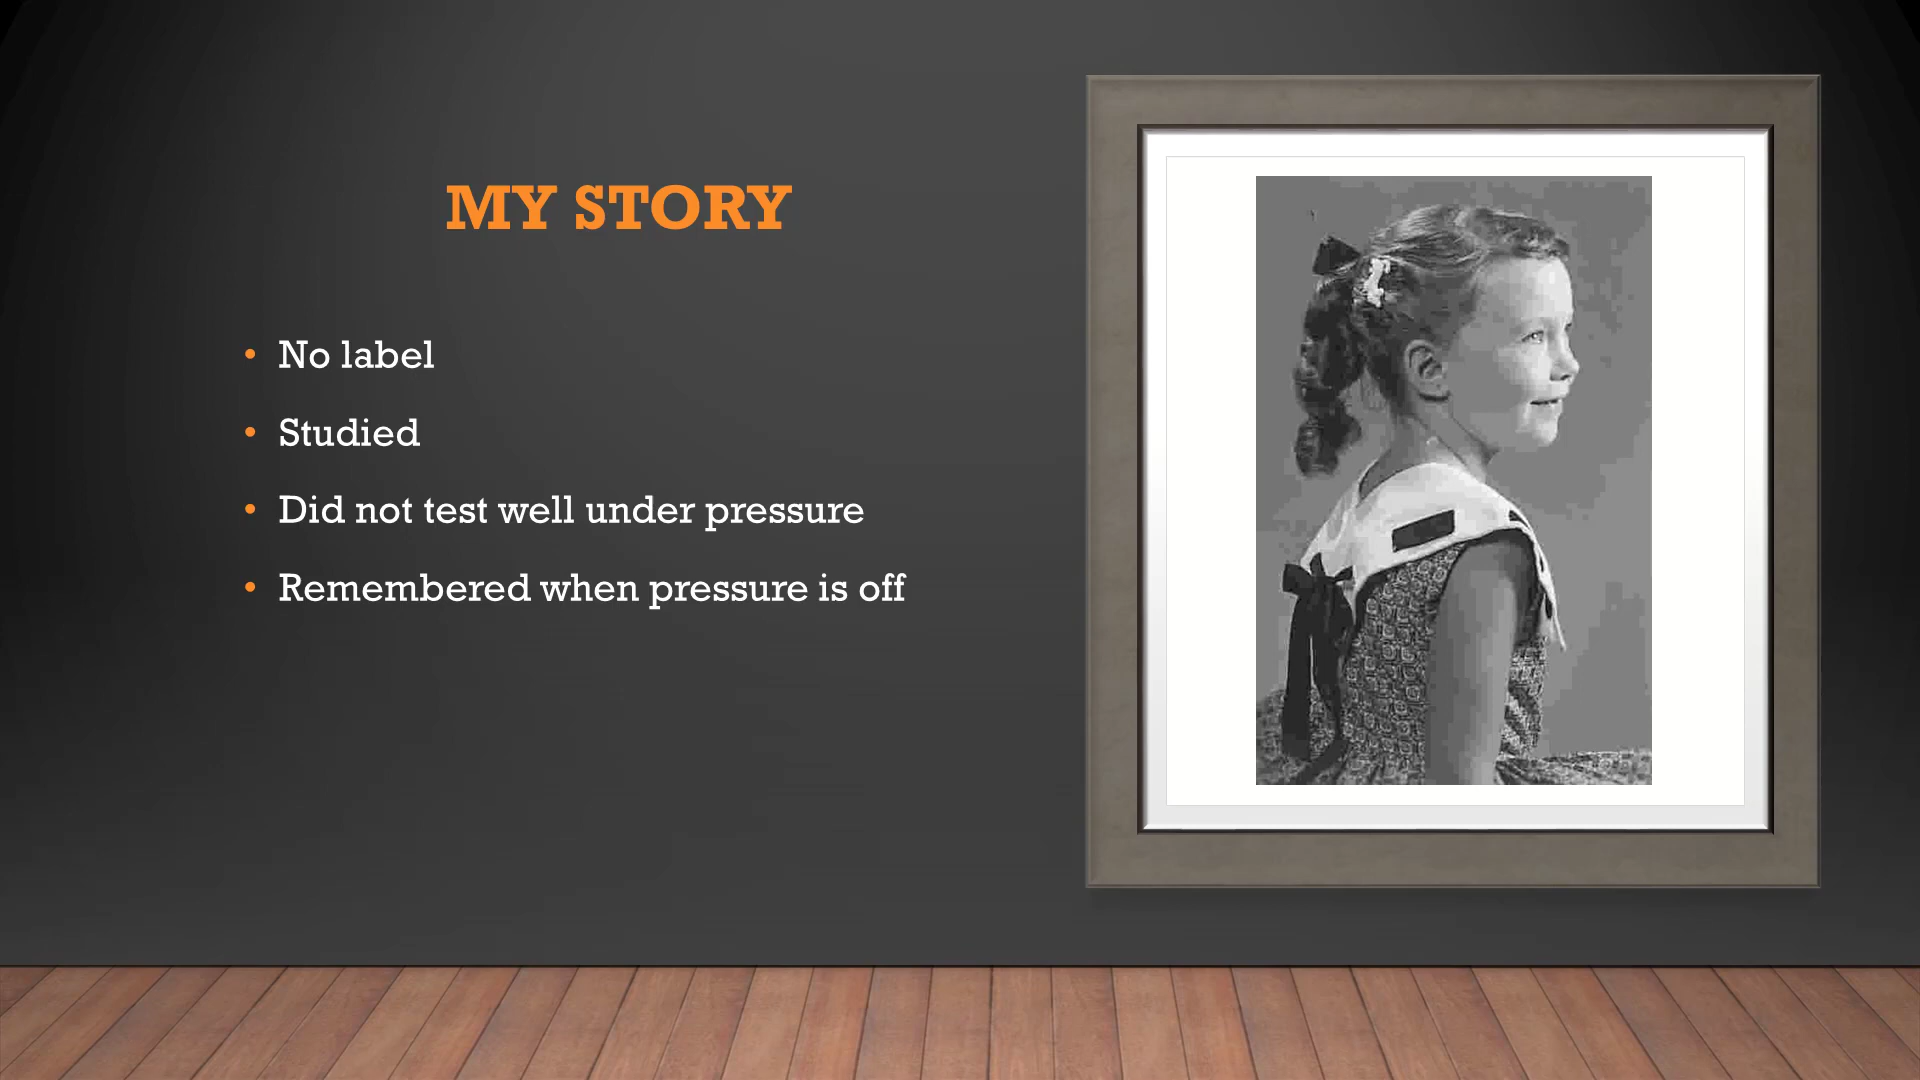 MY STORY
• No label
• Studied
• Did not test well under pressure
• Remembered when pressure is off